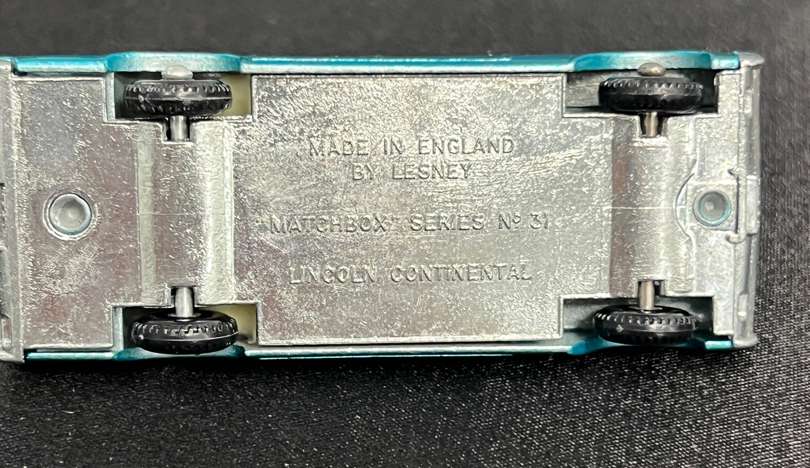 MADE IN ENGLAND
BY LESNEY
"MATCHBOX" SERIES Nº 31
LINCOLN CONTINENTAL